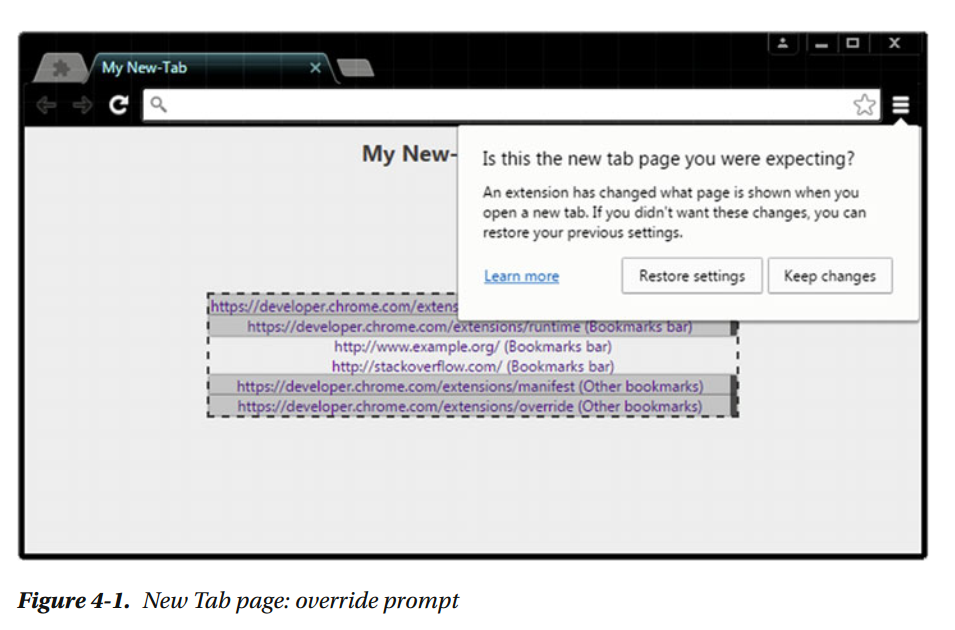 My New-Tab
My New-
Is this the new tab page you were expecting?
An extension has changed what page is shown when you
open a new tab. If you didn't want these changes, you can
restore your previous settings.
Learn more
Restore settings
Keep changes
https://developer.chrome.com/extens
https://developer.chrome.com/extensions/runtime (Bookmarks bar)
http://www.example.org/ (Bookmarks bar)
http://stackoverflow.com/ (Bookmarks bar)
https://developer.chrome.com/extensions/manifest (Other bookmarks)
https://developer.chrome.com/extensions/override (Other bookmarks)
Figure 4-1. New Tab page: override prompt